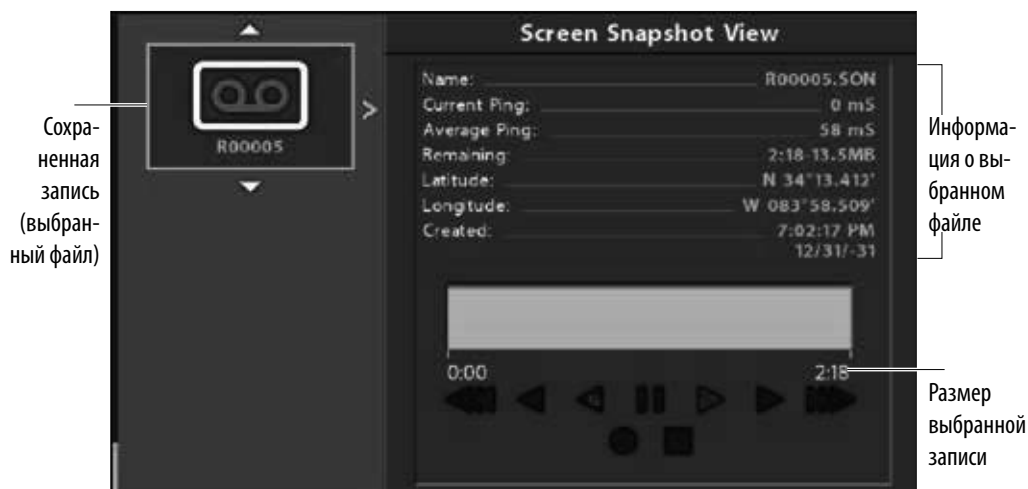 Сохра-
ненная
запись
(выбран-
ный файл)
R00005
>
Screen Snapshot View
Name: R00005.SON
Current Ping: 0 mS
Average Ping: 58 mS
Remaining: 2:18 13.5MB
Latitude: N 34°13.412'
Longitude: W 083°58.509'
Created: 7:02:17 PM
12/31/-31
0:00 2:18
Информа-
ция о вы-
бранном
файле
Размер
выбранной
записи